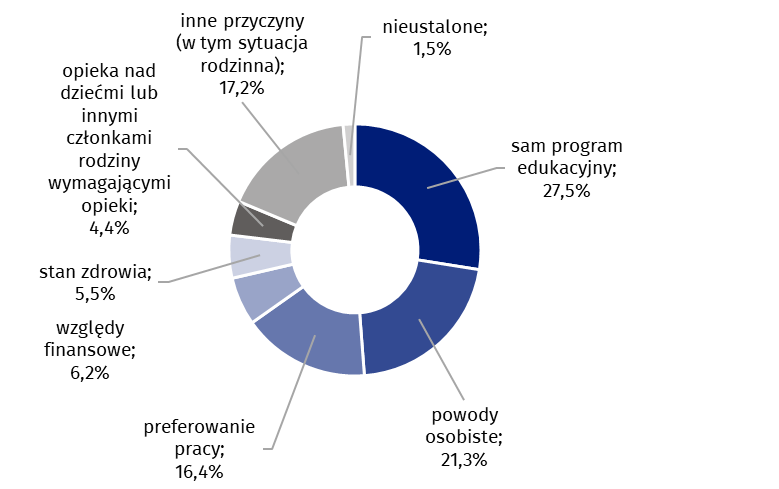 inne przyczyny
(w tym sytuacja
rodzinna);
17,2%
nieustalone;
1,5%
opieka nad
dziećmi lub
innymi
członkami
rodziny
wymagającymi
opieki;
4,4%
sam program
edukacyjny;
27,5%
stan zdrowia;
5,5%
względy
finansowe;
6,2%
preferowanie
pracy;
16,4%
powody
osobiste;
21,3%